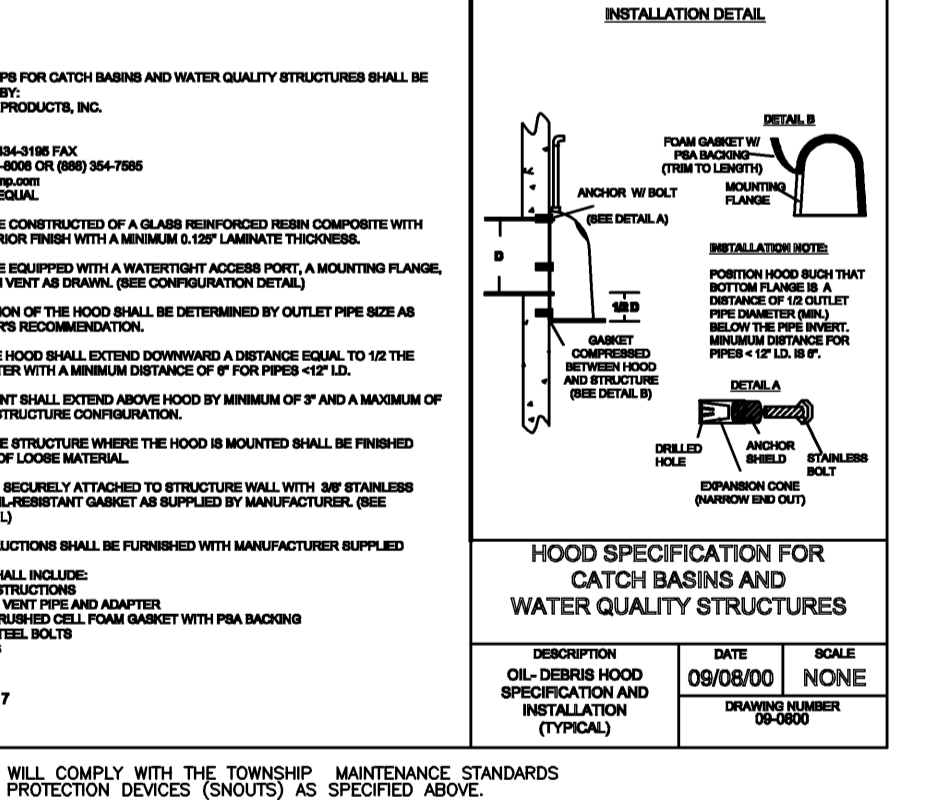 PS FOR CATCH BASINS AND WATER QUALITY STRUCTURES SHALL BE
BY:
PRODUCTS, INC.
434-3195 FAX
-8008 OR (888) 354-7585
mp.com
EQUAL
E CONSTRUCTED OF A GLASS REINFORCED RESIN COMPOSITE WITH
RIOR FINISH WITH A MINIMUM 0.125" LAMINATE THICKNESS.
E EQUIPPED WITH A WATERTIGHT ACCESS PORT, A MOUNTING FLANGE,
I VENT AS DRAWN. (SEE CONFIGURATION DETAIL)
ION OF THE HOOD SHALL BE DETERMINED BY OUTLET PIPE SIZE AS
R'S RECOMMENDATION.
E HOOD SHALL EXTEND DOWNWARD A DISTANCE EQUAL TO 1/2 THE
TER WITH A MINIMUM DISTANCE OF 6" FOR PIPES <12" I.D.
NT SHALL EXTEND ABOVE HOOD BY MINIMUM OF 3" AND A MAXIMUM OF
STRUCTURE CONFIGURATION.
E STRUCTURE WHERE THE HOOD IS MOUNTED SHALL BE FINISHED
OF LOOSE MATERIAL.
SECURELY ATTACHED TO STRUCTURE WALL WITH 3/8' STAINLESS
IL-RESISTANT GASKET AS SUPPLIED BY MANUFACTURER. (SEE
L)
UCTIONS SHALL BE FURNISHED WITH MANUFACTURER SUPPLIED
HALL INCLUDE:
STRUCTIONS
VENT PIPE AND ADAPTER
RUSHED CELL FOAM GASKET WITH PSA BACKING
TEEL BOLTS
S
7
INSTALLATION DETAIL
DETAIL B
FOAM GASKET W/
PSA BACKING
(TRIM TO LENGTH)
MOUNTING
FLANGE
ANCHOR W/ BOLT
(SEE DETAIL A)
D
1/2 D
GASKET
COMPRESSED
BETWEEN HOOD
AND STRUCTURE
(SEE DETAIL B)
INSTALLATION NOTE:
POSITION HOOD SUCH THAT
BOTTOM FLANGE IS A
DISTANCE OF 1/2 OUTLET
PIPE DIAMETER (MIN.)
BELOW THE PIPE INVERT.
MINUMUM DISTANCE FOR
PIPES < 12" I.D. IS 6".
DETAIL A
DRILLED
HOLE
ANCHOR
SHIELD
STAINLESS
BOLT
EXPANSION CONE
(NARROW END OUT)
HOOD SPECIFICATION FOR
CATCH BASINS AND
WATER QUALITY STRUCTURES
DESCRIPTION
OIL- DEBRIS HOOD
SPECIFICATION AND
INSTALLATION
(TYPICAL)
DATE
09/08/00
SCALE
NONE
DRAWING NUMBER
09-0800
WILL COMPLY WITH THE TOWNSHIP MAINTENANCE STANDARDS
PROTECTION DEVICES (SNOUTS) AS SPECIFIED ABOVE.